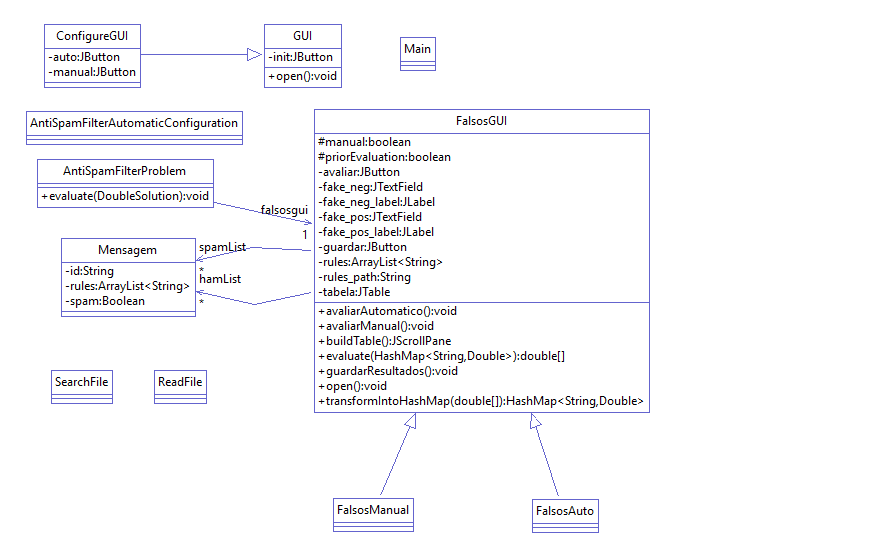 ConfigureGUI
-auto:JButton
-manual:JButton
GUI
-init:JButton
+open():void
Main
AntiSpamFilterAutomaticConfiguration
AntiSpamFilterProblem
+evaluate(DoubleSolution):void
falsosgui
1
FalsosGUI
#manual:boolean
#priorEvaluation:boolean
-avaliar:JButton
-fake_neg:JTextField
-fake_neg_label:JLabel
-fake_pos:JTextField
-fake_pos_label:JLabel
-guardar:JButton
-rules:ArrayList<String>
-rules_path:String
-tabela:JTable
+avaliarAutomatico():void
+avaliarManual():void
+buildTable():JScrollPane
+evaluate(HashMap<String,Double>):double[]
+guardarResultados():void
+open():void
+transformIntoHashMap(double[]):HashMap<String,Double>
Mensagem
-id:String
-rules:ArrayList<String>
-spam:Boolean
spamList
*
hamList
*
SearchFile
ReadFile
FalsosManual
FalsosAuto